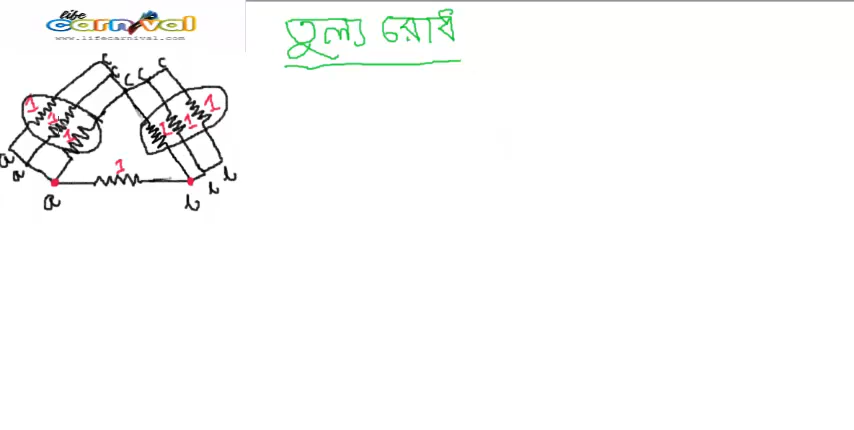 life
carnival
www.lifecarnival.com
তুল্য রোধ
c
c
c c c
1 1
1 1 1 1
a
a
1
b
b
a
b